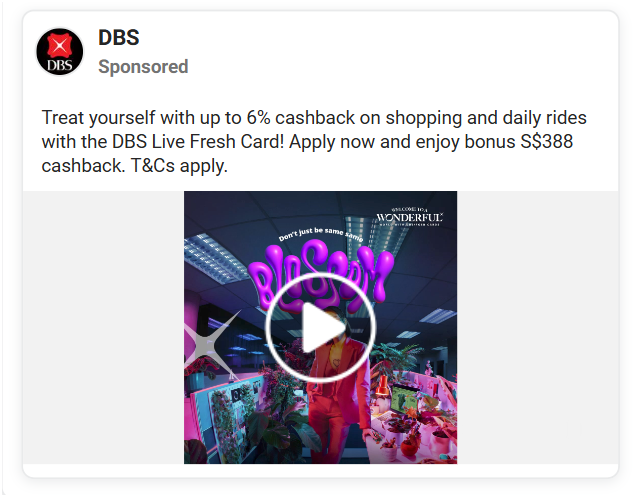 DBS
DBS
Sponsored
Treat yourself with up to 6% cashback on shopping and daily rides
with the DBS Live Fresh Card! Apply now and enjoy bonus S$388
cashback. T&Cs apply.
WELCOME TO A
WONDERFUL
Don't just be same same